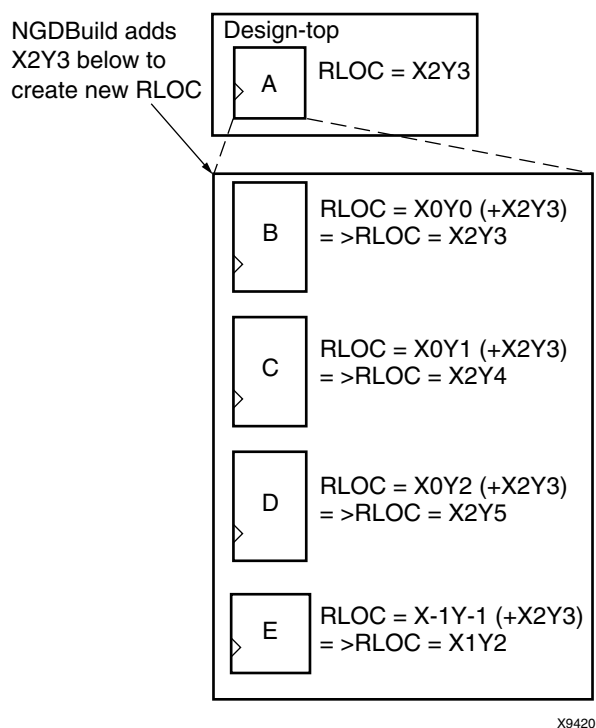 NGDBuild adds
X2Y3 below to
create new RLOC
Design-top
A
RLOC = X2Y3
B
RLOC = X0Y0 (+X2Y3)
= >RLOC = X2Y3
C
RLOC = X0Y1 (+X2Y3)
= >RLOC = X2Y4
D
RLOC = X0Y2 (+X2Y3)
= >RLOC = X2Y5
E
RLOC = X-1Y-1 (+X2Y3)
= >RLOC = X1Y2
X9420